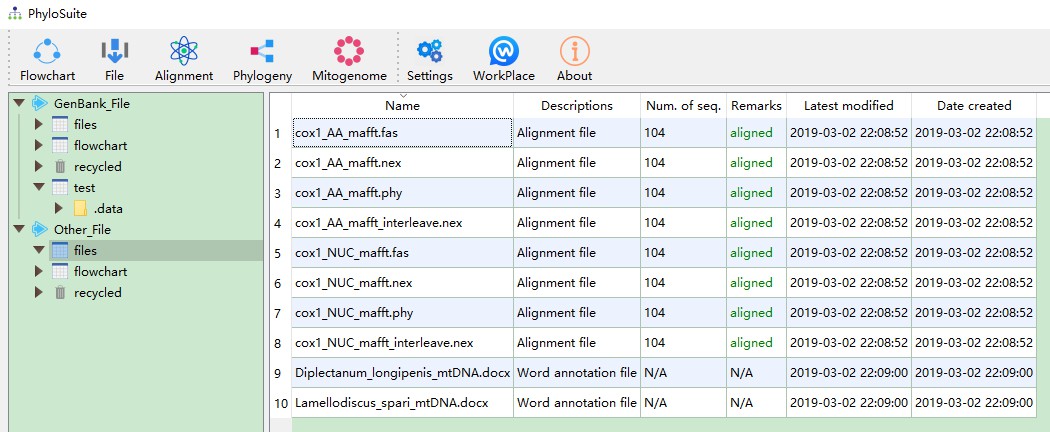 PhyloSuite
Flowchart File Alignment Phylogeny Mitogenome Settings WorkPlace About
GenBank_File
files
flowchart
recycled
test
.data
Other_File
files
flowchart
recycled
Name Descriptions Num. of seq. Remarks Latest modified Date created
1 cox1_AA_mafft.fas Alignment file 104 aligned 2019-03-02 22:08:52 2019-03-02 22:08:52
2 cox1_AA_mafft.nex Alignment file 104 aligned 2019-03-02 22:08:52 2019-03-02 22:08:52
3 cox1_AA_mafft.phy Alignment file 104 aligned 2019-03-02 22:08:52 2019-03-02 22:08:52
4 cox1_AA_mafft_interleave.nex Alignment file 104 aligned 2019-03-02 22:08:52 2019-03-02 22:08:52
5 cox1_NUC_mafft.fas Alignment file 104 aligned 2019-03-02 22:08:52 2019-03-02 22:08:52
6 cox1_NUC_mafft.nex Alignment file 104 aligned 2019-03-02 22:08:52 2019-03-02 22:08:52
7 cox1_NUC_mafft.phy Alignment file 104 aligned 2019-03-02 22:08:52 2019-03-02 22:08:52
8 cox1_NUC_mafft_interleave.nex Alignment file 104 aligned 2019-03-02 22:08:52 2019-03-02 22:08:52
9 Diplectanum_longipenis_mtDNA.docx Word annotation file N/A N/A 2019-03-02 22:09:00 2019-03-02 22:09:00
10 Lamellodiscus_spari_mtDNA.docx Word annotation file N/A N/A 2019-03-02 22:09:00 2019-03-02 22:09:00